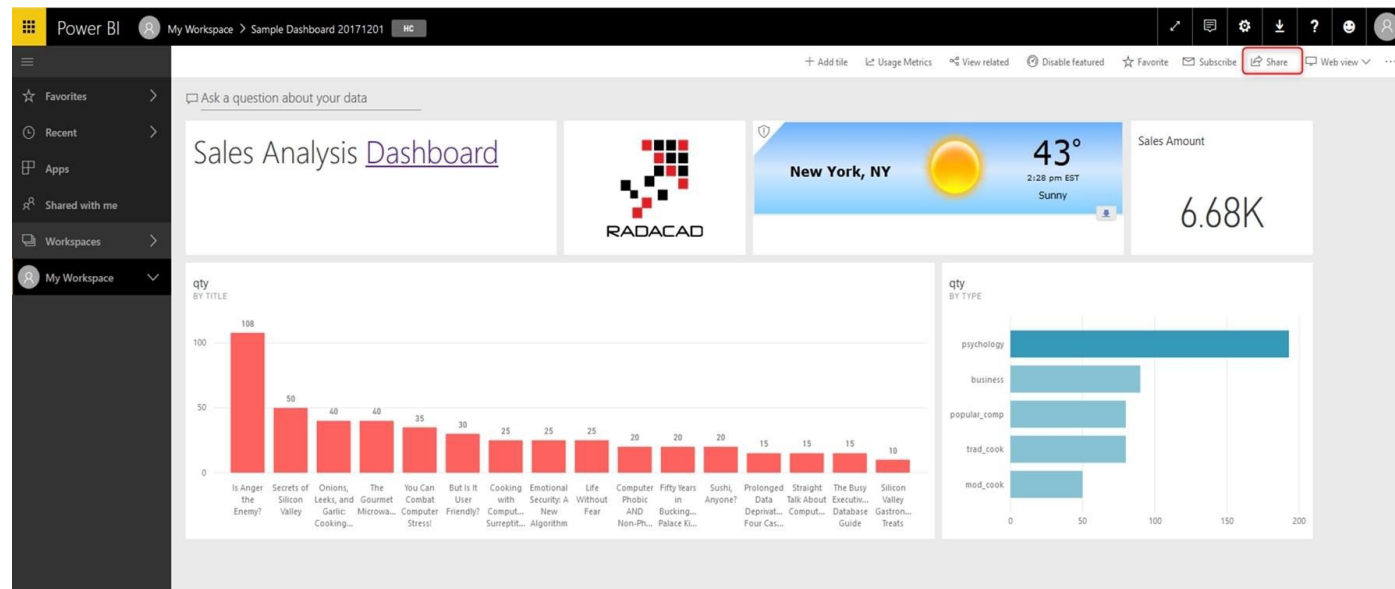 Power BI My Workspace > Sample Dashboard 20171201 HC
+ Add tile Usage Metrics View related Disable featured Favorite Subscribe Share Web view ...
Favorites
Recent
Apps
Shared with me
Workspaces
My Workspace
Ask a question about your data
Sales Analysis Dashboard
RADACAD
New York, NY
43°
2:28 pm EST
Sunny
Sales Amount
6.68K
qty
BY TITLE
100
50
0
108
50
40
40
35
30
25
25
25
20
20
20
15
15
15
10
Is Anger
the
Enemy?
Secrets of
Silicon
Valley
Onions,
Leeks, and
Garlic:
Cooking...
The
Gourmet
Microwa...
You Can
Combat
Computer
Stress!
But Is It
User
Friendly?
Cooking
with
Comput...
Surreptit...
Emotional
Security: A
New
Algorithm
Life
Without
Fear
Computer
Phobic
AND
Non-Ph...
Fifty Years
in
Bucking...
Palace Ki...
Sushi,
Anyone?
Prolonged
Data
Deprivat...
Four Cas...
Straight
Talk About
Comput...
The Busy
Executiv...
Database
Guide
Silicon
Valley
Gastron...
Treats
qty
BY TYPE
psychology
business
popular_comp
trad_cook
mod_cook
0 50 100 150 200